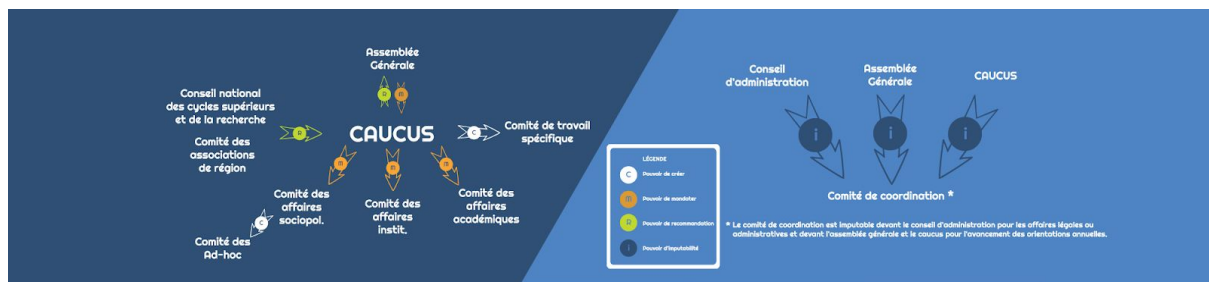 Assemblée
Générale
R
m
Conseil national
des cycles supérieurs
et de la recherche
Comité des
associations
de région
R
CAUCUS
C
Comité de travail
spécifique
m
m
m
Comité des
affaires
sociopol.
Comité des
affaires
instit.
Comité des
affaires
académiques
C
Comité des
Ad-hoc
Conseil
d'administration
Assemblée
Générale
CAUCUS
i
i
i
Comité de coordination *
LÉGENDE
C Pouvoir de créer
m Pouvoir de mandater
R Pouvoir de recommandation
i Pouvoir d'imputabilité
* Le comité de coordination est imputable devant le conseil d'administration pour les affaires légales ou
administratives et devant l'assemblée générale et le caucus pour l'avancement des orientations annuelles.